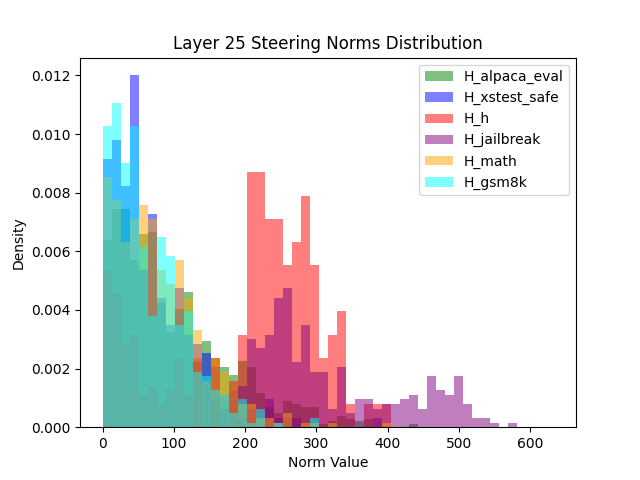 Layer 25 Steering Norms Distribution
H_alpaca_eval
H_xstest_safe
H_h
H_jailbreak
H_math
H_gsm8k
Density
0.012
0.010
0.008
0.006
0.004
0.002
0.000
0
100
200
300
400
500
600
Norm Value